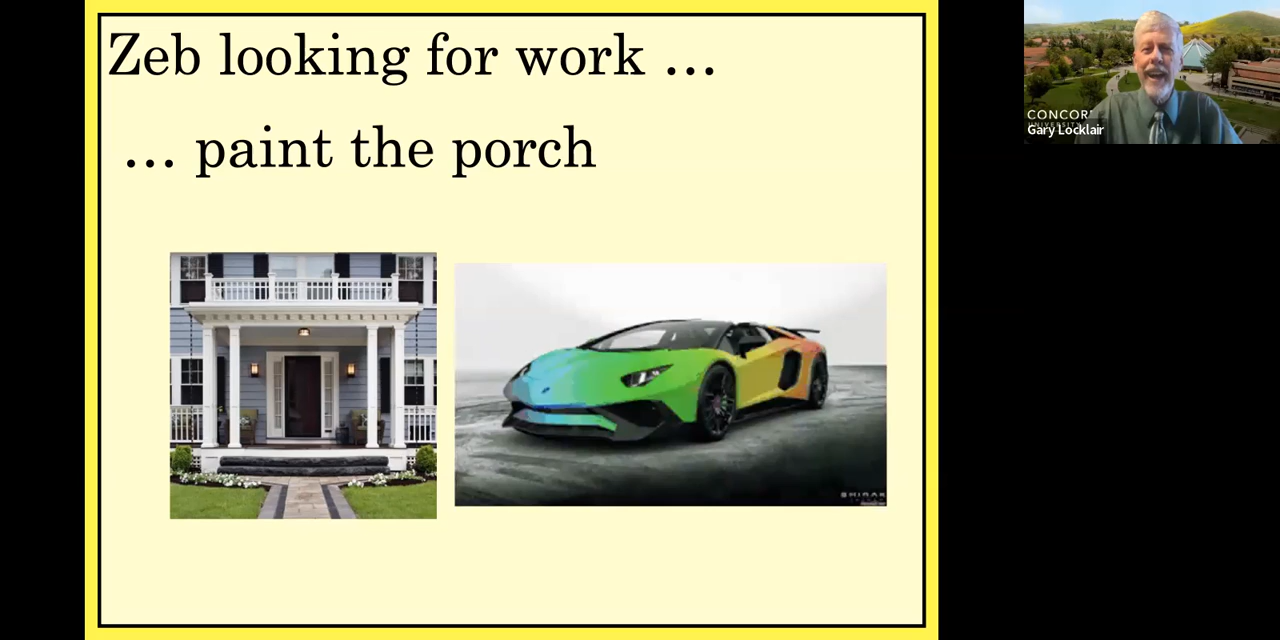 Zeb looking for work ...
... paint the porch
CONCOR
Gary Locklair